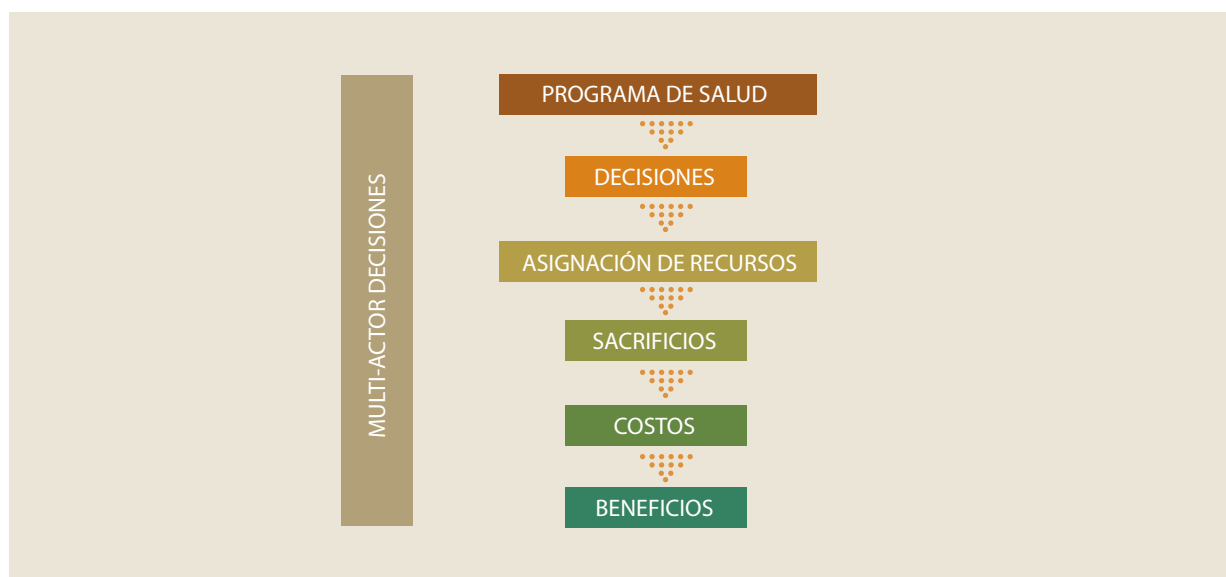 MULTI-ACTOR DECISIONES
PROGRAMA DE SALUD
DECISIONES
ASIGNACIÓN DE RECURSOS
SACRIFICIOS
COSTOS
BENEFICIOS